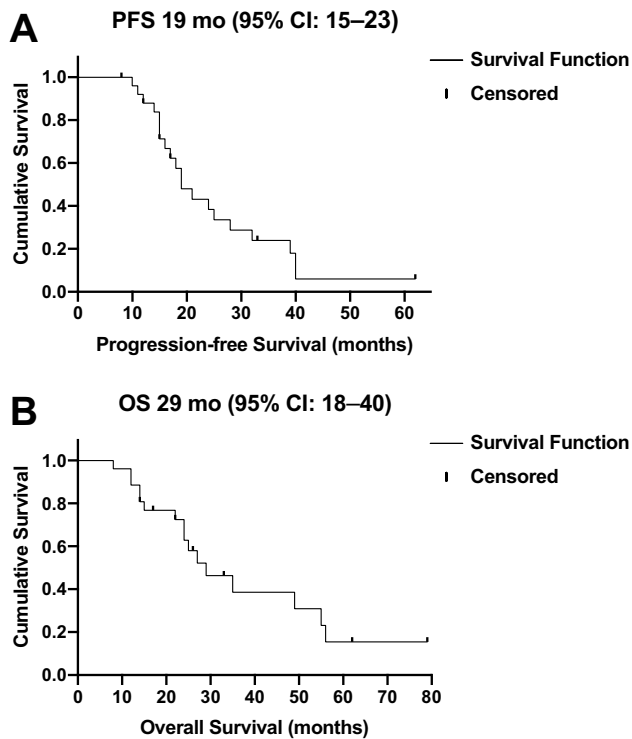 A
PFS 19 mo (95% CI: 15–23)
Survival Function
Censored
Cumulative Survival
1.0
0.8
0.6
0.4
0.2
0.0
0 10 20 30 40 50 60
Progression-free Survival (months)
B
OS 29 mo (95% CI: 18–40)
Survival Function
Censored
Cumulative Survival
1.0
0.8
0.6
0.4
0.2
0.0
0 10 20 30 40 50 60 70 80
Overall Survival (months)